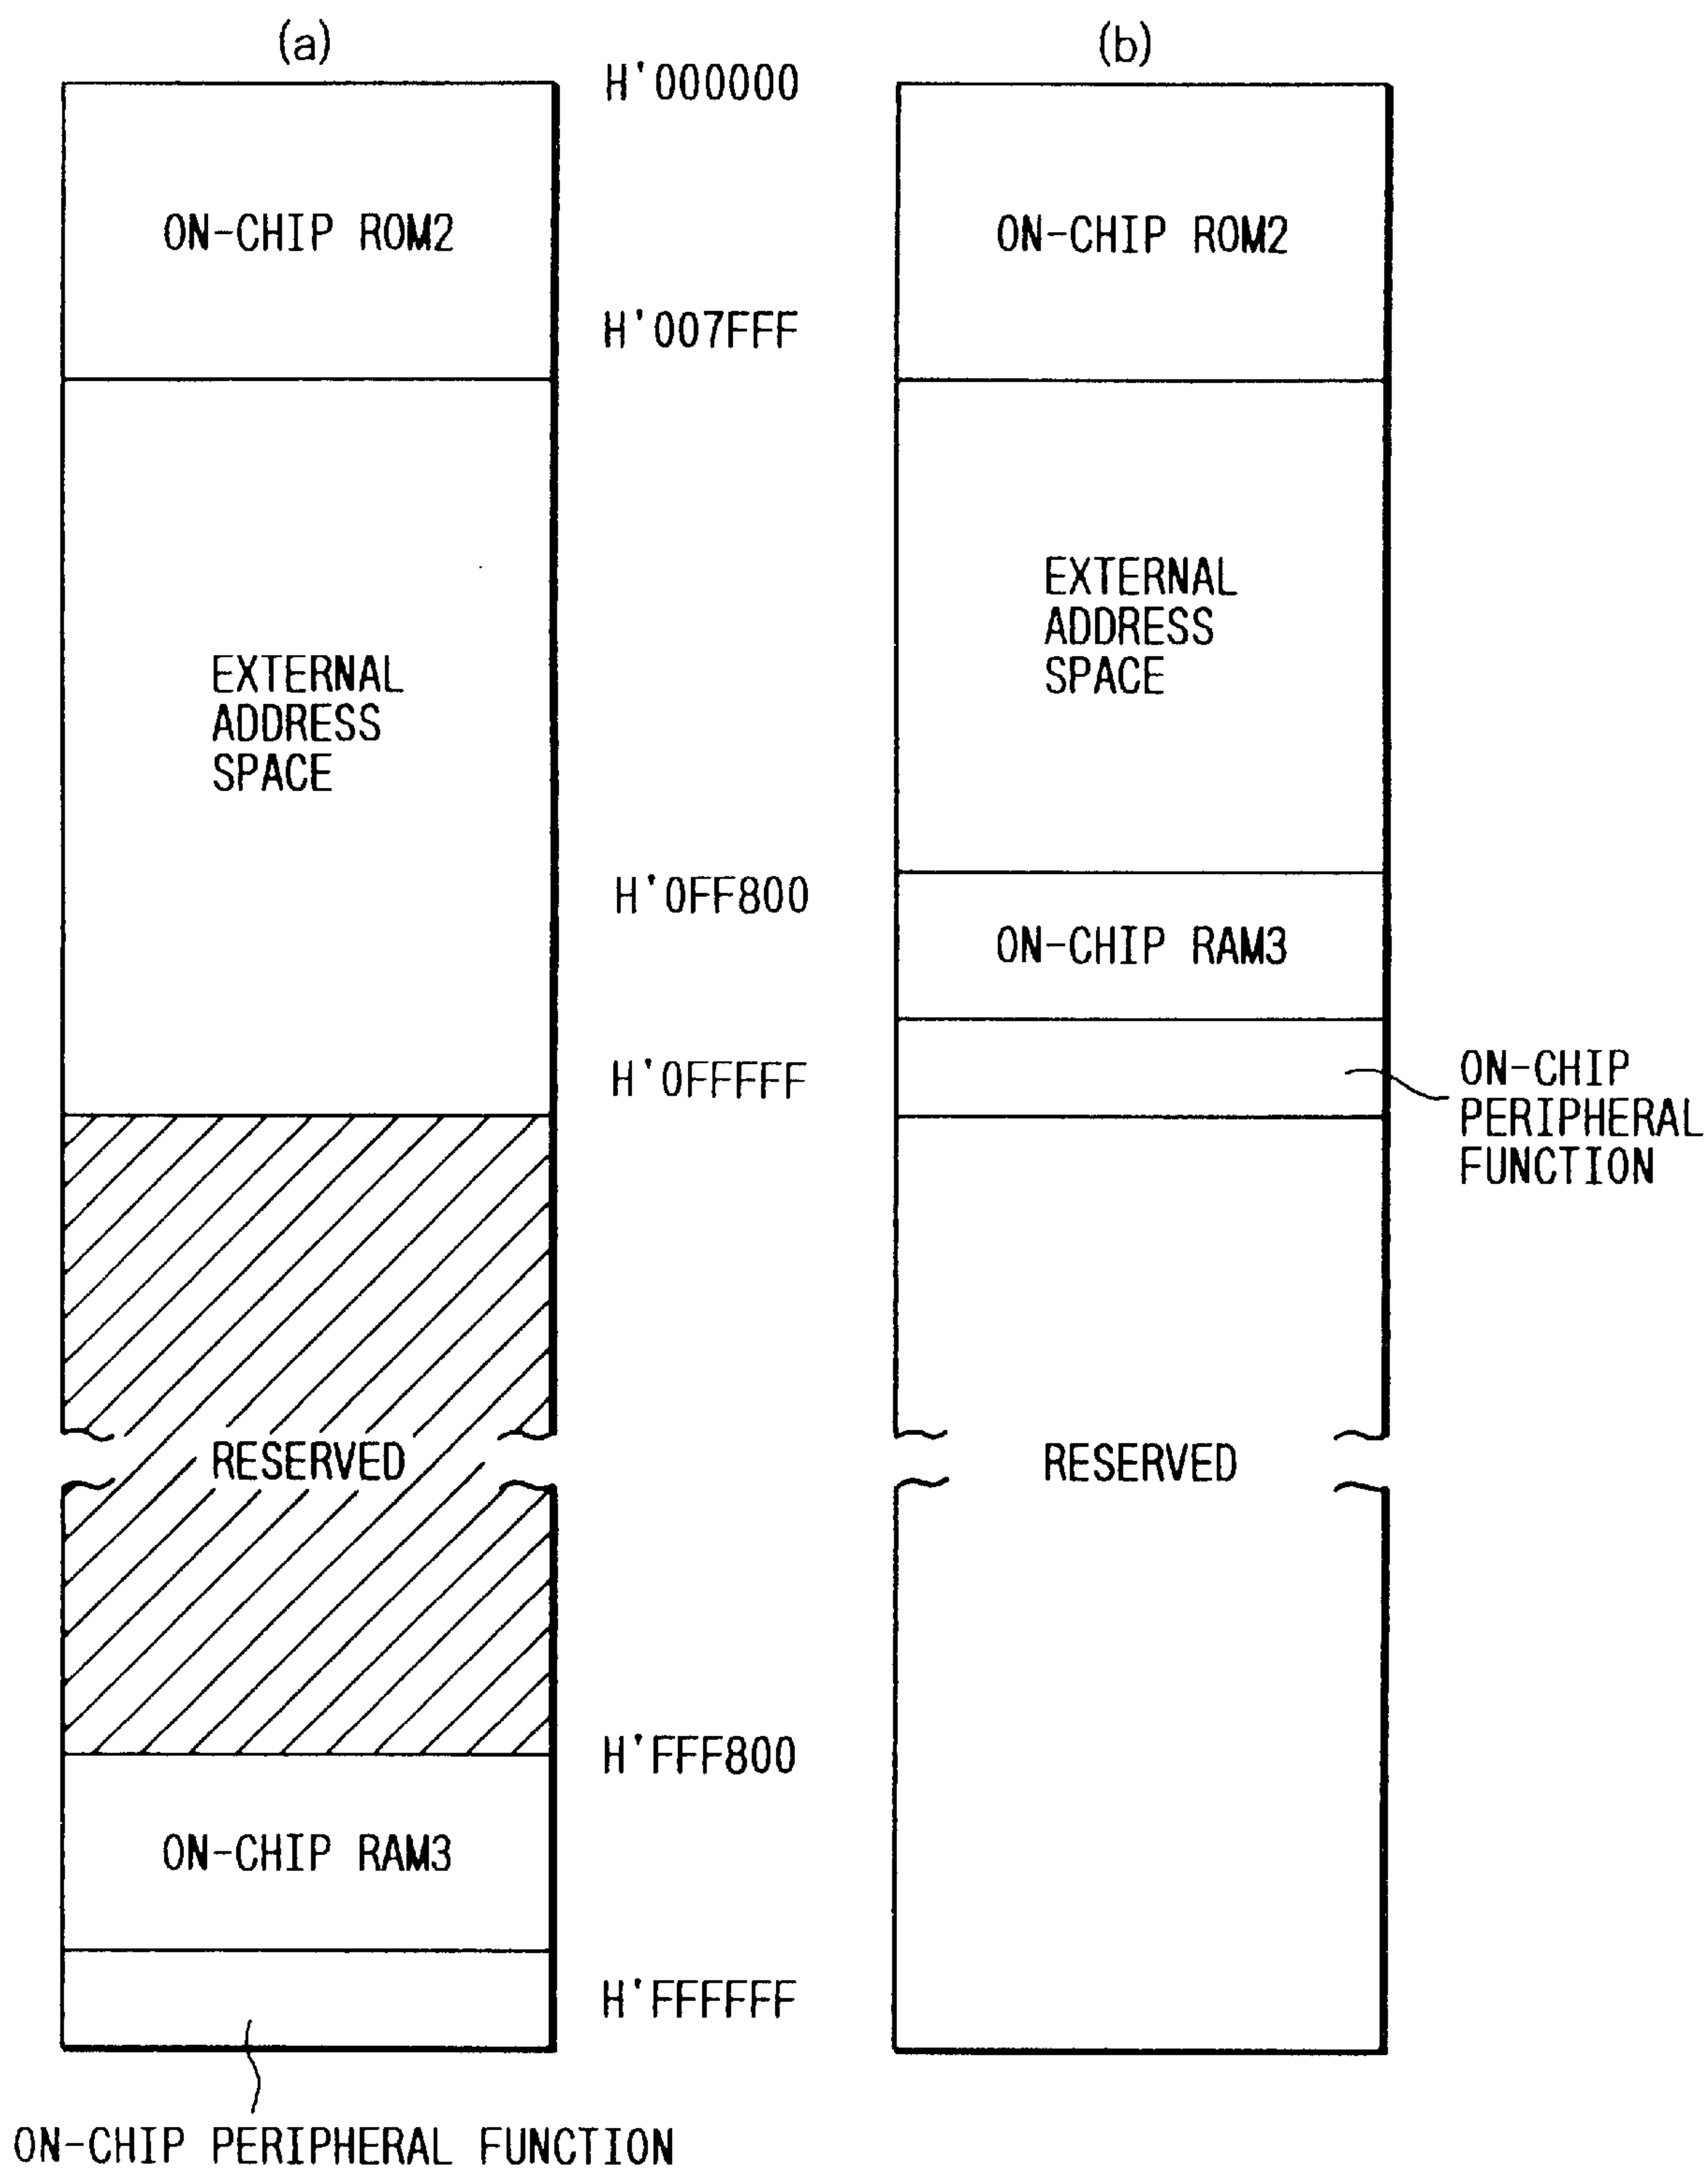 (a)
(b)
H'000000
ON-CHIP ROM2
ON-CHIP ROM2
H'007FFF
EXTERNAL
ADDRESS
SPACE
EXTERNAL
ADDRESS
SPACE
H'0FF800
ON-CHIP RAM3
H'0FFFFF
ON-CHIP
PERIPHERAL
FUNCTION
RESERVED
RESERVED
H'FFF800
ON-CHIP RAM3
H'FFFFFF
ON-CHIP PERIPHERAL FUNCTION